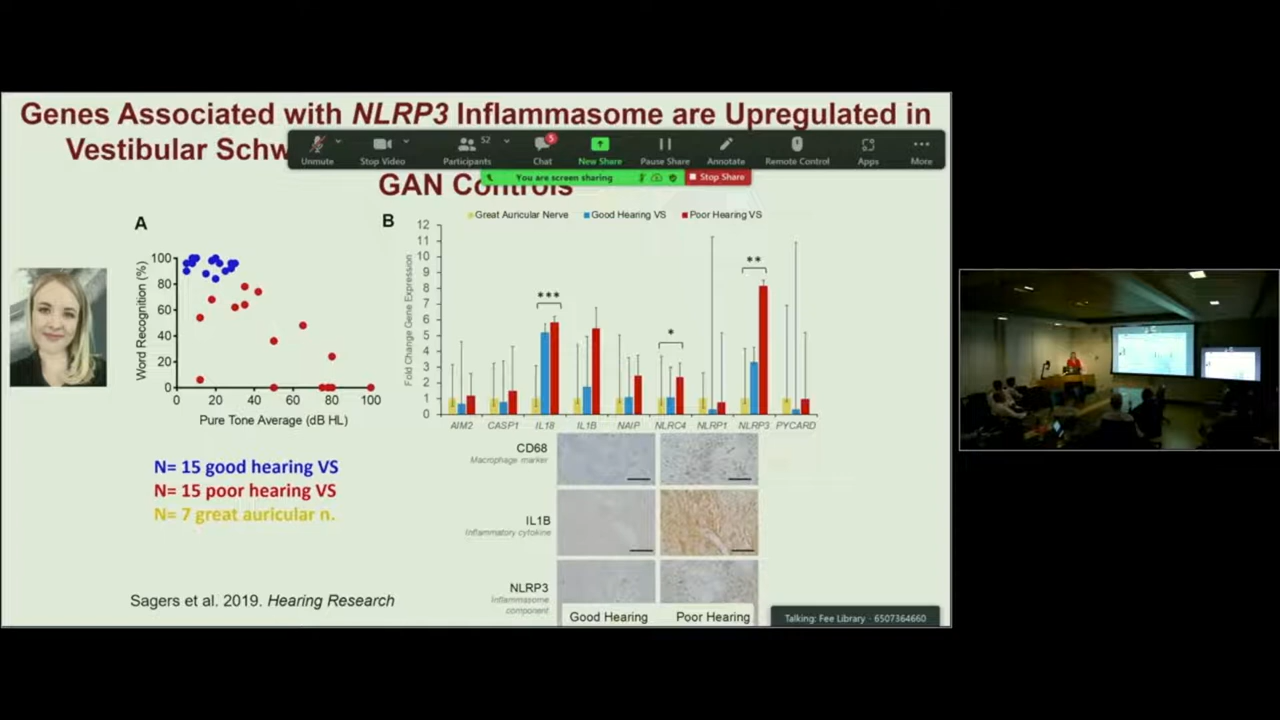 Genes Associated with NLRP3 Inflammasome are Upregulated in
Vestibular Schw
GAN Controls
Unmute
Stop Video
Participants
52
Chat
5
New Share
Pause Share
Annotate
Remote Control
Apps
More
You are screen sharing
Stop Share
A
Word Recognition (%)
100
80
60
40
20
0
0 20 40 60 80 100
Pure Tone Average (dB HL)
N= 15 good hearing VS
N= 15 poor hearing VS
N= 7 great auricular n.
Sagers et al. 2019. Hearing Research
B
Great Auricular Nerve Good Hearing VS Poor Hearing VS
Fold Change Gene Expression
12
11
10
9
8
7
6
5
4
3
2
1
0
***
*
**
AIM2 CASP1 IL18 IL1B NAIP NLRC4 NLRP1 NLRP3 PYCARD
CD68
Macrophage marker
IL1B
Inflammatory cytokine
NLRP3
Inflammasome
component
Good Hearing Poor Hearing
Talking: Fee Library · 6507364660